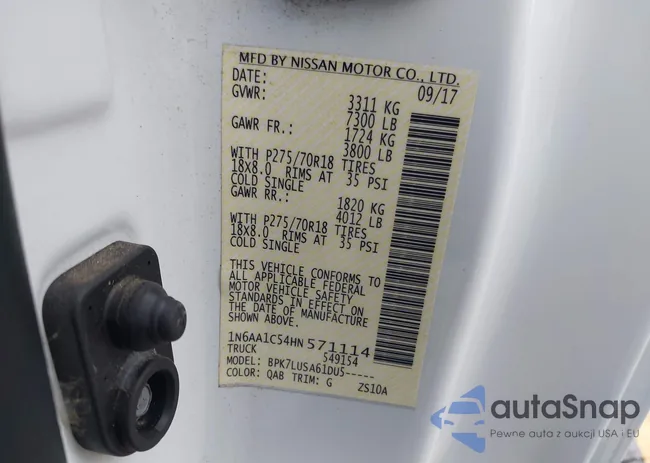 MFD BY NISSAN MOTOR CO., LTD.
DATE: 09/17
GVWR: 3311 KG
7300 LB
GAWR FR.: 1724 KG
3800 LB
WITH P275/70R18 TIRES
18X8.0 RIMS AT 35 PSI
COLD SINGLE
GAWR RR.: 1820 KG
4012 LB
WITH P275/70R18 TIRES
18X8.0 RIMS AT 35 PSI
COLD SINGLE
THIS VEHICLE CONFORMS TO
ALL APPLICABLE FEDERAL
MOTOR VEHICLE SAFETY
STANDARDS IN EFFECT ON
THE DATE OF MANUFACTURE
SHOWN ABOVE.
1N6AA1C54HN 571114
TRUCK 549154
MODEL: BPK7LUSA61DU5-----
COLOR: QAB TRIM: G ZS10A
autaSnap
Pewne auta z aukcji USA i EU